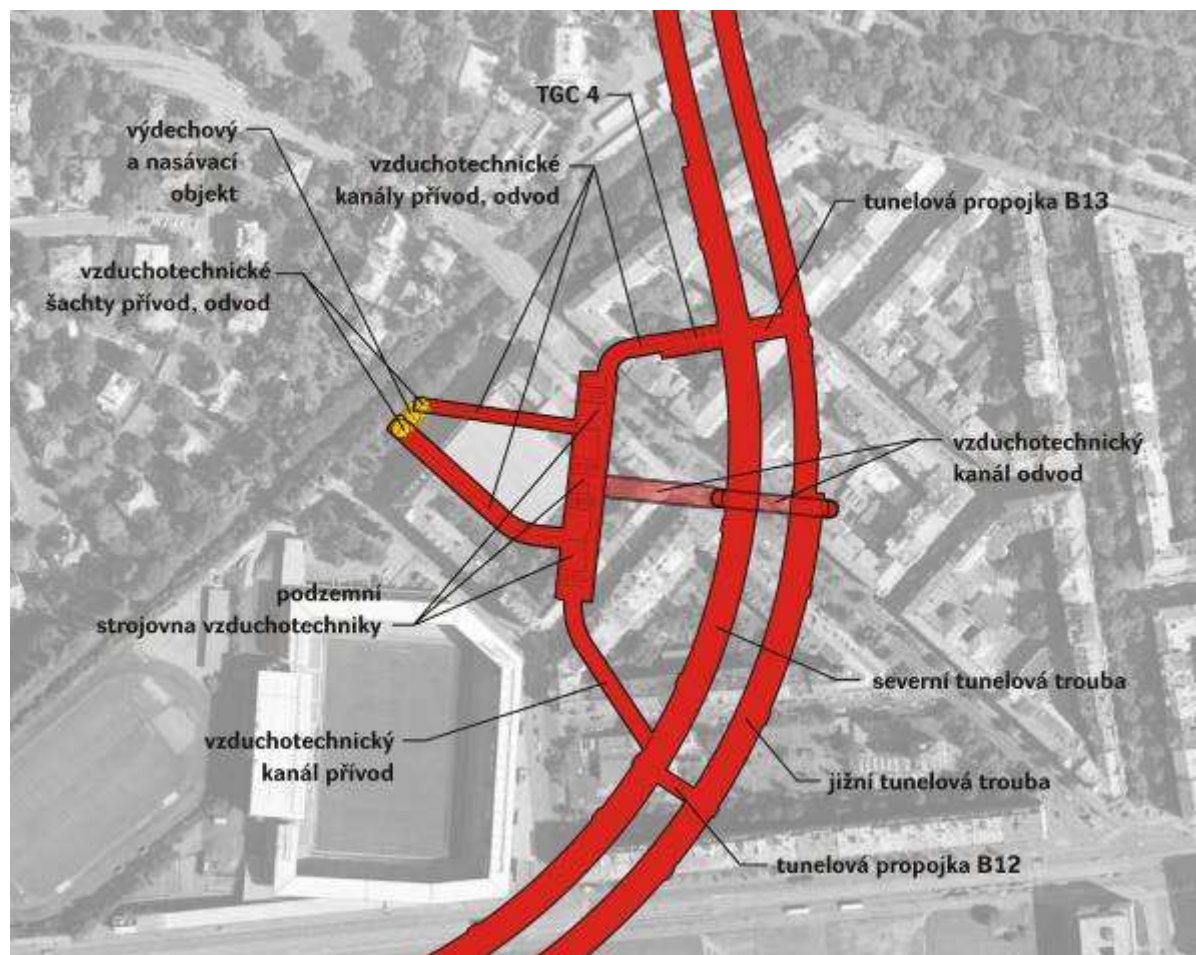 TGC 4
výdechový
a nasávací
objekt
vzduchotechnické
kanály přívod, odvod
tunelová propojka B13
vzduchotechnické
šachty přívod, odvod
vzduchotechnický
kanál odvod
podzemní
strojovna vzduchotechniky
severní tunelová trouba
vzduchotechnický
kanál přívod
jižní tunelová trouba
tunelová propojka B12